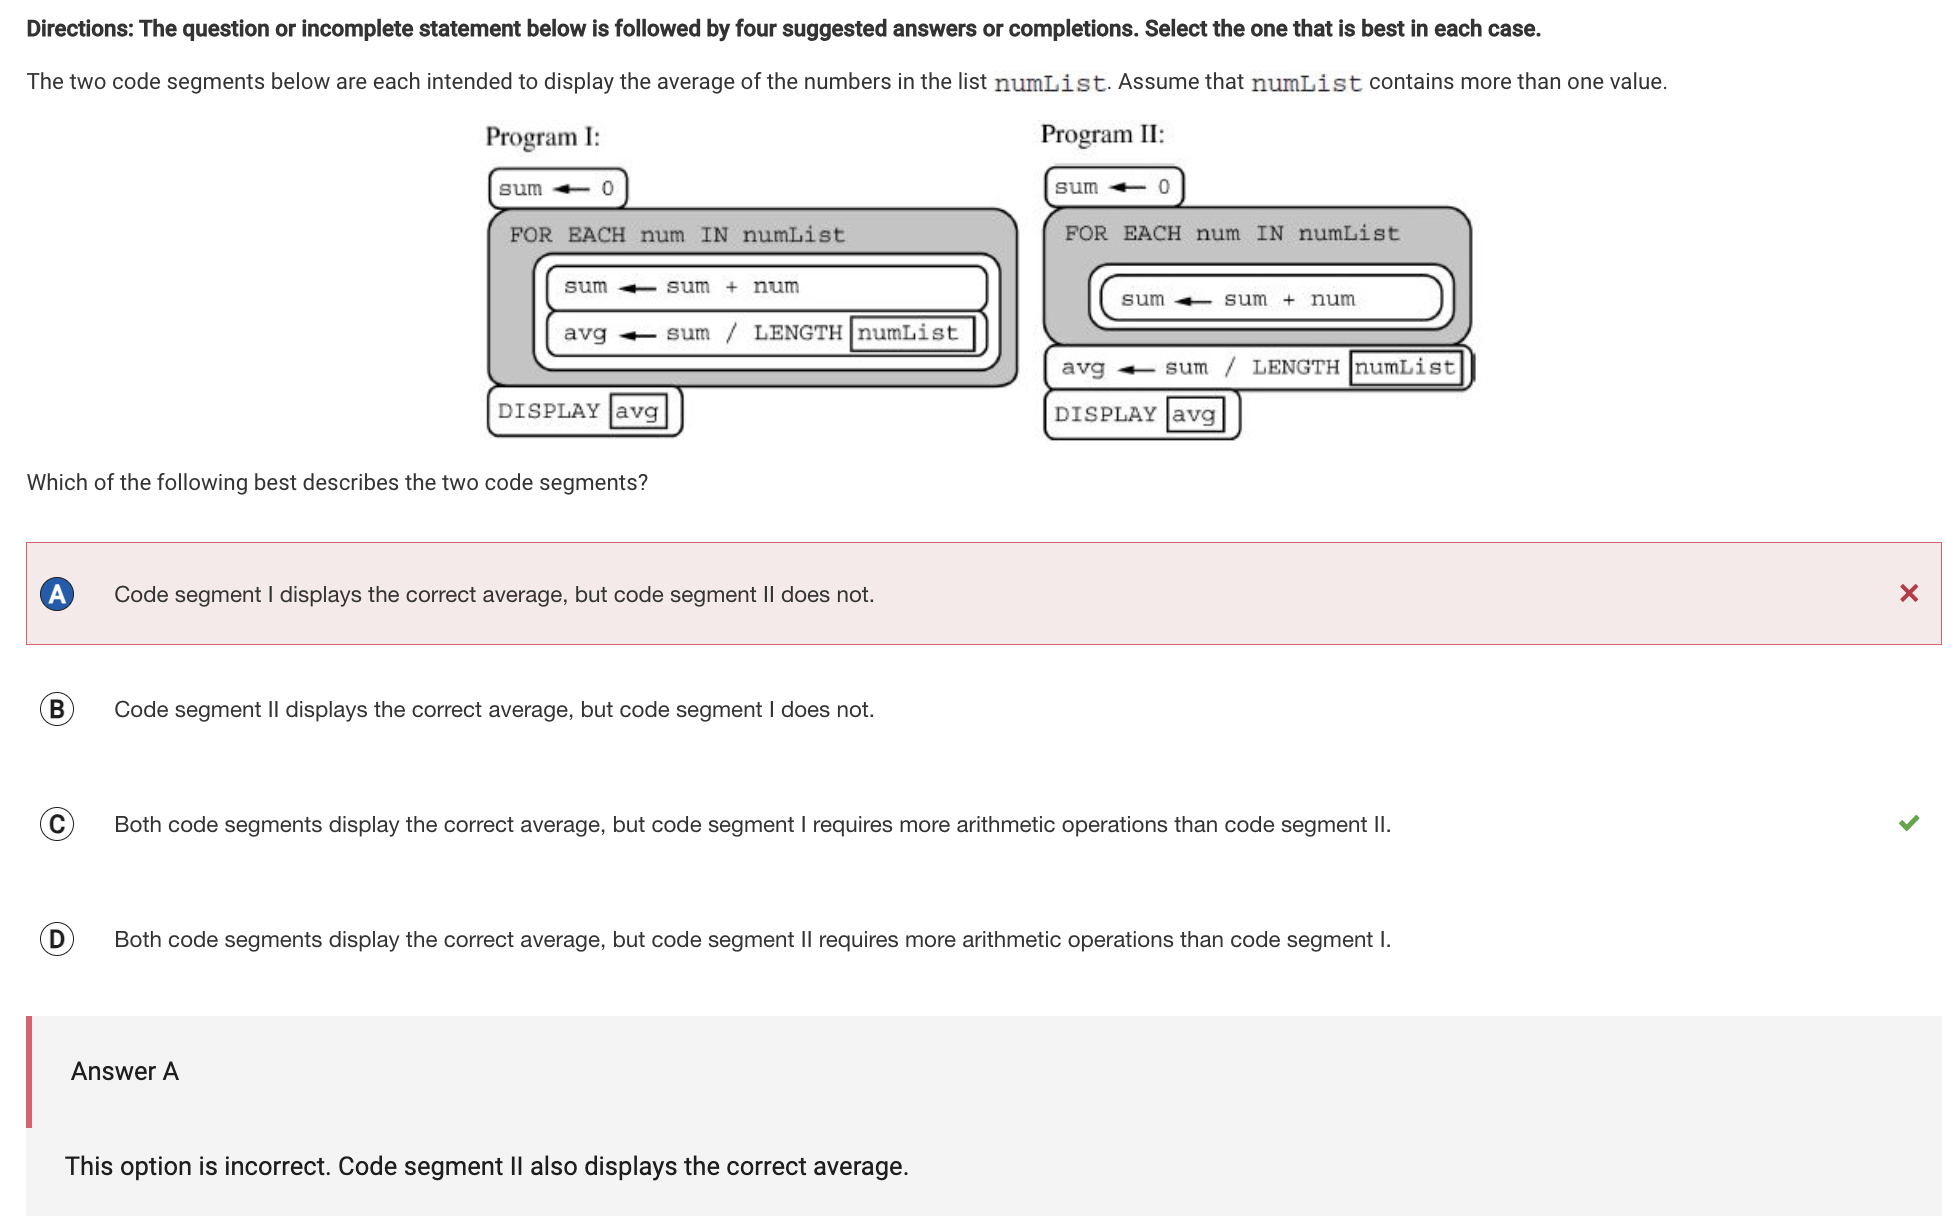 Directions: The question or incomplete statement below is followed by four suggested answers or completions. Select the one that is best in each case.
The two code segments below are each intended to display the average of the numbers in the list numList. Assume that numList contains more than one value.
Program I:
sum ← 0
FOR EACH num IN numList
sum ← sum + num
avg ← sum / LENGTH numList
DISPLAY avg
Program II:
sum ← 0
FOR EACH num IN numList
sum ← sum + num
avg ← sum / LENGTH numList
DISPLAY avg
Which of the following best describes the two code segments?
A Code segment I displays the correct average, but code segment II does not.
B Code segment II displays the correct average, but code segment I does not.
C Both code segments display the correct average, but code segment I requires more arithmetic operations than code segment II.
D Both code segments display the correct average, but code segment II requires more arithmetic operations than code segment I.
Answer A
This option is incorrect. Code segment II also displays the correct average.